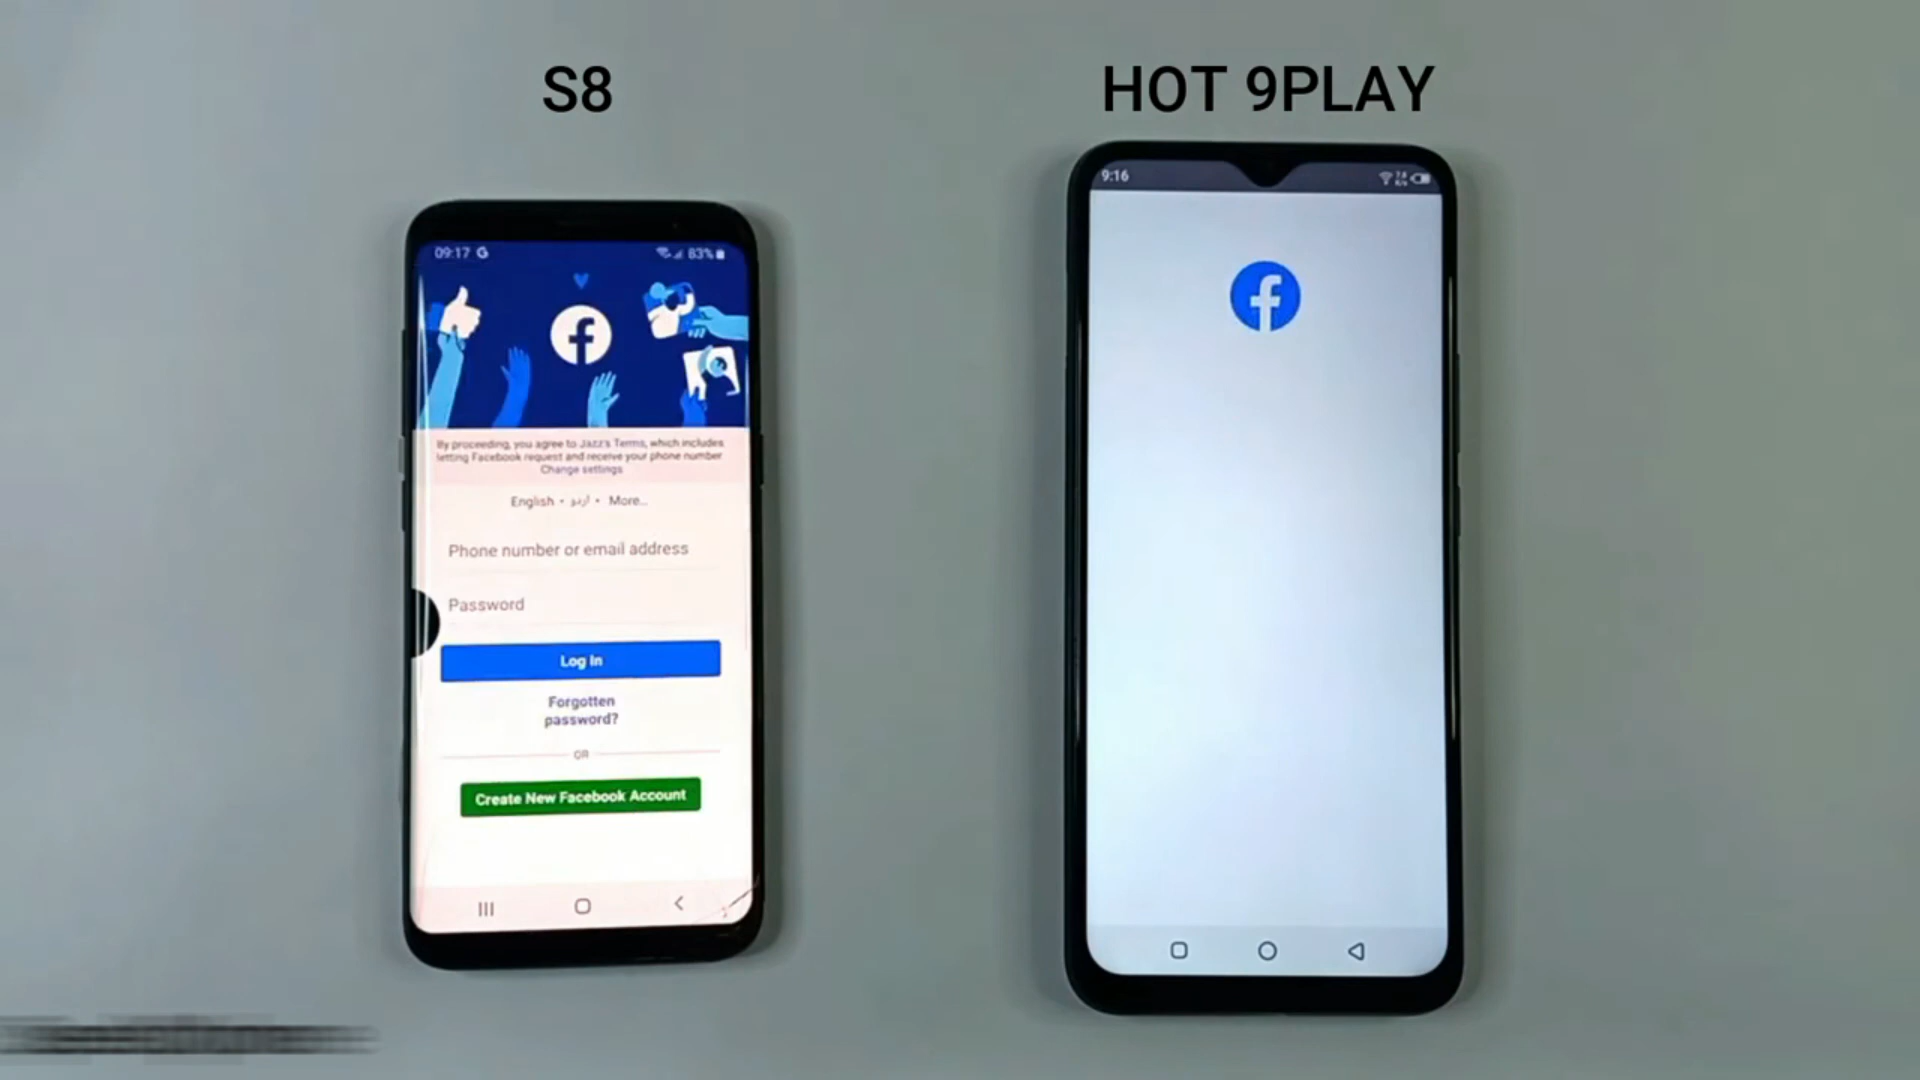 S8
HOT 9PLAY
09:17
83%
By proceeding, you agree to Jazz's Terms, which includes
letting Facebook request and receive your phone number
Change settings
English · اردو · More...
Phone number or email address
Password
Log In
Forgotten
password?
OR
Create New Facebook Account
9:16